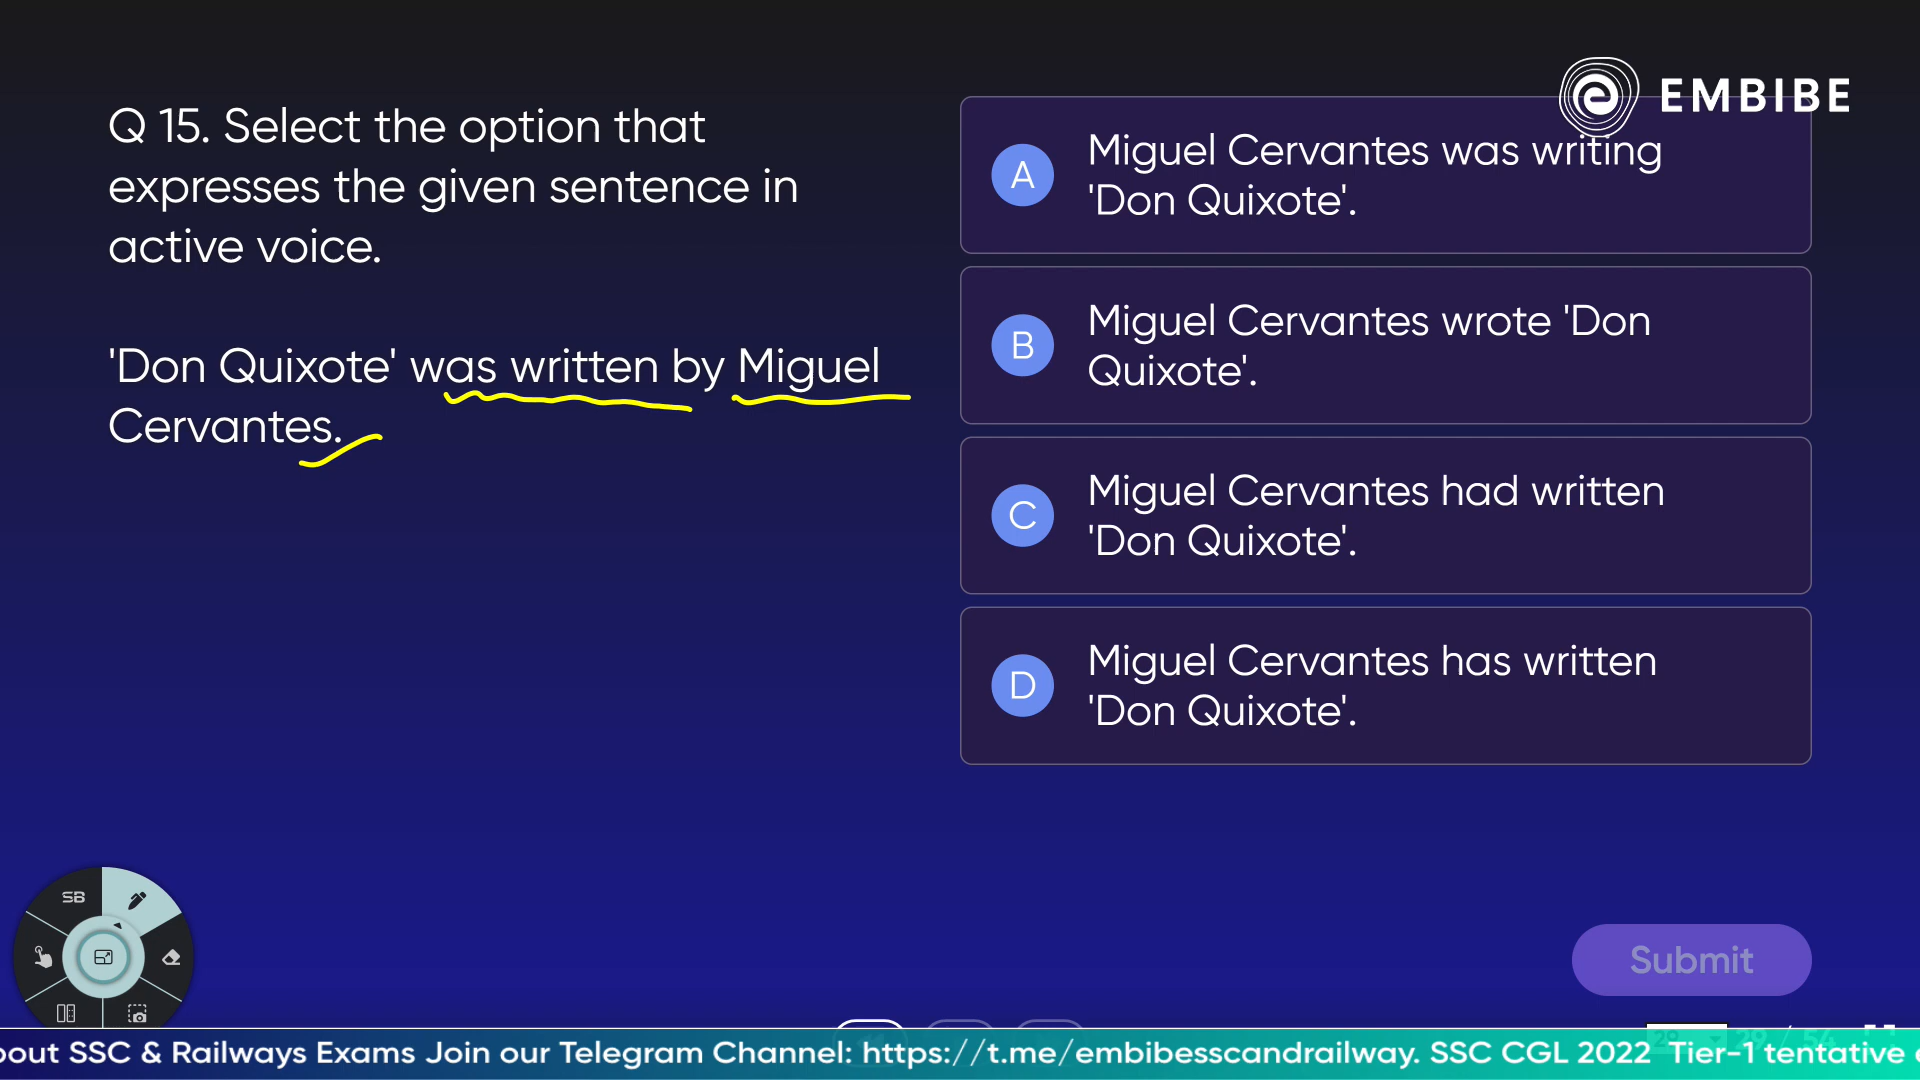 EMBIBE
Q 15. Select the option that
expresses the given sentence in
active voice.
'Don Quixote' was written by Miguel
Cervantes.
A
Miguel Cervantes was writing
'Don Quixote'.
B
Miguel Cervantes wrote 'Don
Quixote'.
C
Miguel Cervantes had written
'Don Quixote'.
D
Miguel Cervantes has written
'Don Quixote'.
SB
Submit
29 29 / 54
out SSC & Railways Exams Join our Telegram Channel: https://t.me/embibesscandrailway. SSC CGL 2022 Tier-1 tentative